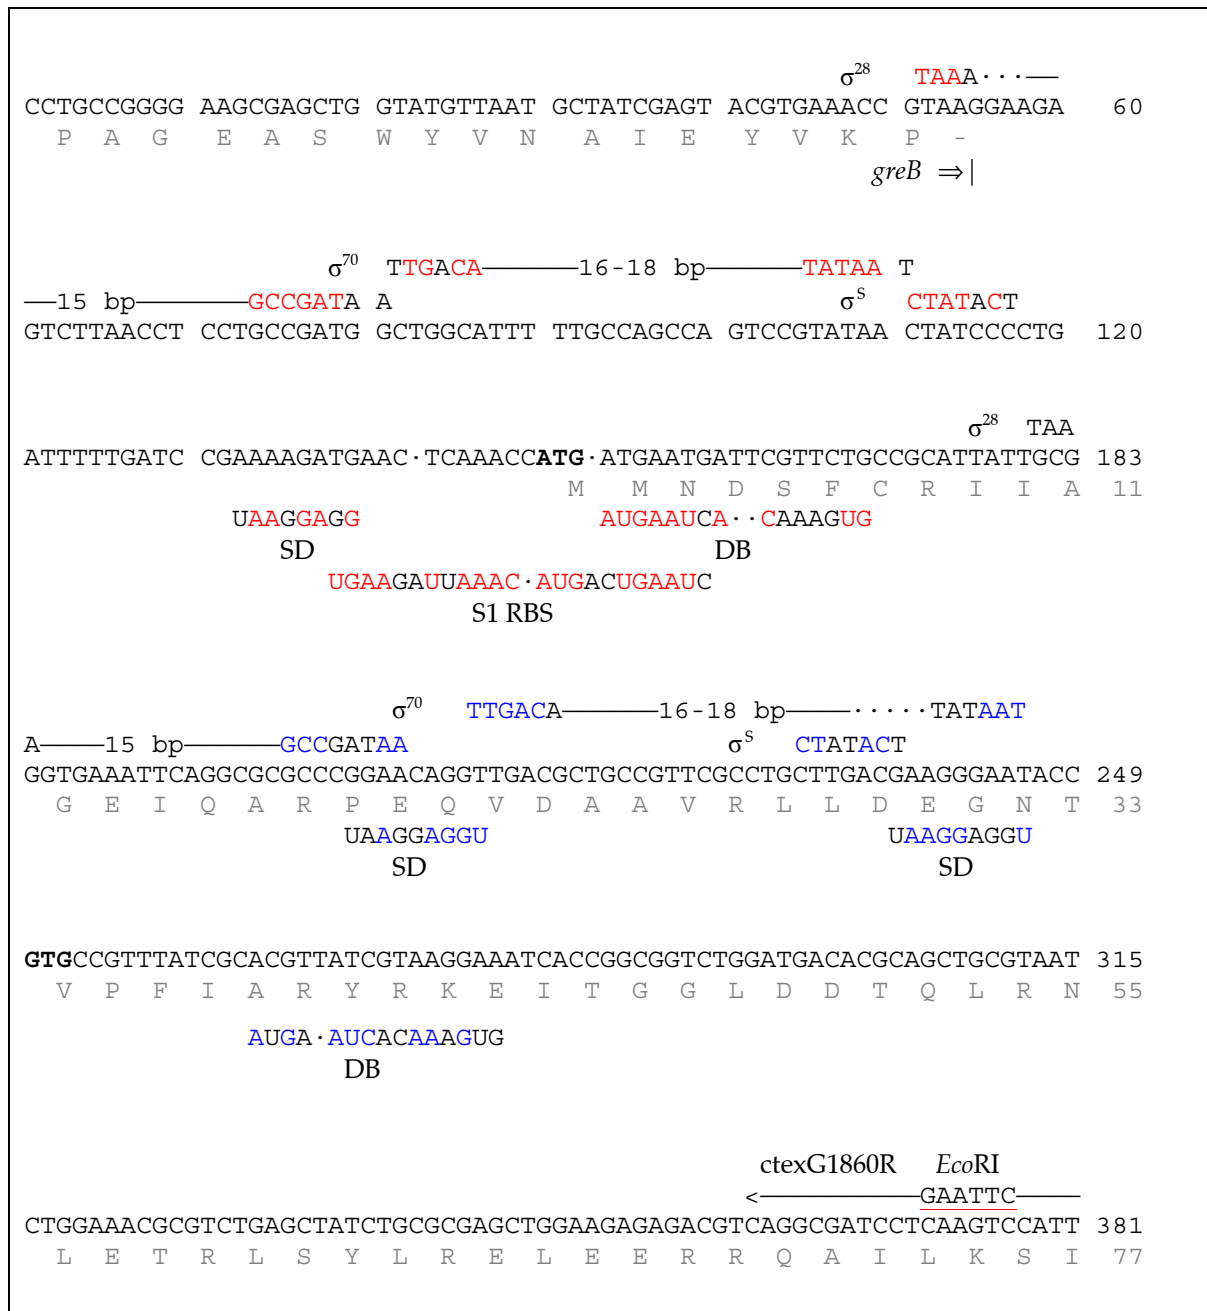 σ28 TAAA···—
CCTGCCGGGG AAGCGAGCTG GTATGTTAAT GCTATCGAGT ACGTGAAACC GTAAGGAAGA 60
P A G E A S W Y V N A I E Y V K P -
greB ⇒|
σ70 TTGACA———16-18 bp———TATAA T
—15 bp———GCCGATA A σS CTATACT
GTCTTAACCT CCTGCCGATG GCTGGCATTT TTGCCAGCCA GTCCGTATAA CTATCCCCTG 120
σ28 TAA
ATTTTTGATC CGAAAAGATGAAC·TCAAACCATG·ATGAATGATTCGTTCTGCCGCATTATTGCG 183
M M N D S F C R I I A 11
UAAGGAGG AUGAAUCA··CAAAGUG
SD DB
UGAAGAUUAAAC·AUGACUGAAUC
S1 RBS
σ70 TTGACA———16-18 bp———·····TATAAT
A——15 bp———GCCGATAA σS CTATACT
GGTGAAATTCAGGCGCGCCCGGAACAGGTTGACGCTGCCGTTCGCCTGCTTGACGAAGGGAATACC 249
G E I Q A R P E Q V D A A V R L L D E G N T 33
UAAGGAGGU UAAGGAGGU
SD SD
GTGCCGTTTATCGCACGTTATCGTAAGGAAATCACCGGCGGTCTGGATGACACGCAGCTGCGTAAT 315
V P F I A R Y R K E I T G G L D D T Q L R N 55
AUGA·AUCACAAAGUG
DB
ctexG1860R EcoRI
<————GAATTC——
CTGGAAACGCGTCTGAGCTATCTGCGCGAGCTGGAAGAGAGACGTCAGGCGATCCTCAAGTCCATT 381
L E T R L S Y L R E L E E R R Q A I L K S I 77